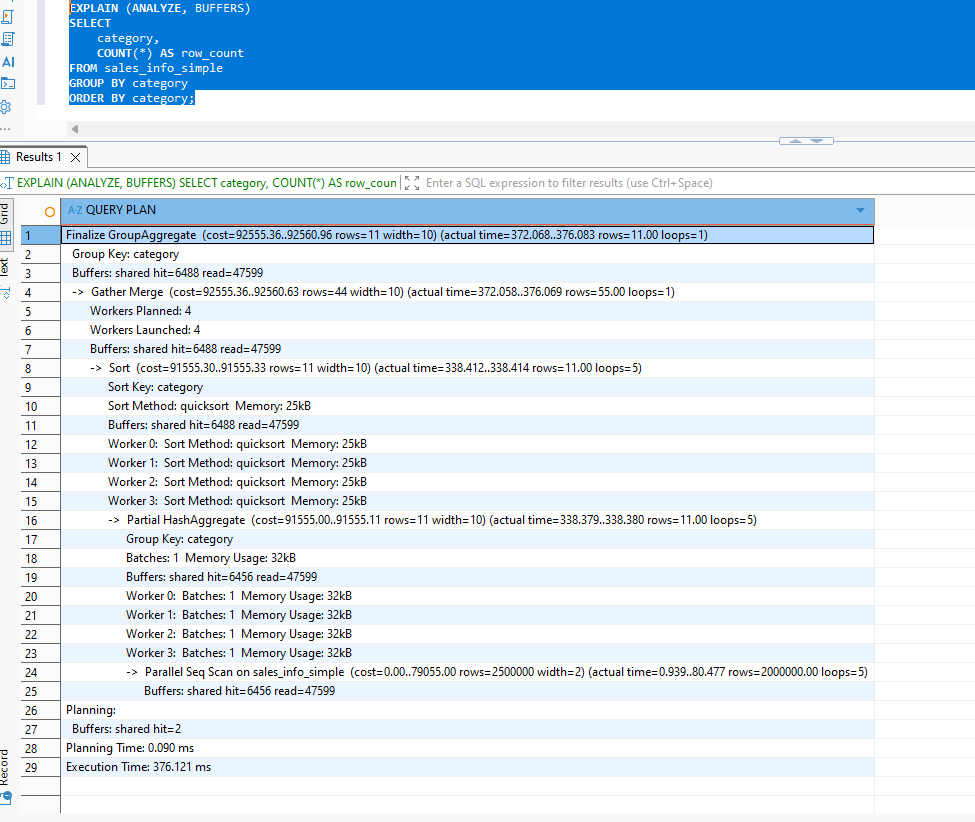 EXPLAIN (ANALYZE, BUFFERS)
SELECT
category,
COUNT(*) AS row_count
FROM sales_info_simple
GROUP BY category
ORDER BY category;
AI
Results 1
EXPLAIN (ANALYZE, BUFFERS) SELECT category, COUNT(*) AS row_coun
Enter a SQL expression to filter results (use Ctrl+Space)
Grid
Text
Record
A-Z QUERY PLAN
1 Finalize GroupAggregate (cost=92555.36..92560.96 rows=11 width=10) (actual time=372.068..376.083 rows=11.00 loops=1)
2 Group Key: category
3 Buffers: shared hit=6488 read=47599
4 -> Gather Merge (cost=92555.36..92560.63 rows=44 width=10) (actual time=372.058..376.069 rows=55.00 loops=1)
5 Workers Planned: 4
6 Workers Launched: 4
7 Buffers: shared hit=6488 read=47599
8 -> Sort (cost=91555.30..91555.33 rows=11 width=10) (actual time=338.412..338.414 rows=11.00 loops=5)
9 Sort Key: category
10 Sort Method: quicksort Memory: 25kB
11 Buffers: shared hit=6488 read=47599
12 Worker 0: Sort Method: quicksort Memory: 25kB
13 Worker 1: Sort Method: quicksort Memory: 25kB
14 Worker 2: Sort Method: quicksort Memory: 25kB
15 Worker 3: Sort Method: quicksort Memory: 25kB
16 -> Partial HashAggregate (cost=91555.00..91555.11 rows=11 width=10) (actual time=338.379..338.380 rows=11.00 loops=5)
17 Group Key: category
18 Batches: 1 Memory Usage: 32kB
19 Buffers: shared hit=6456 read=47599
20 Worker 0: Batches: 1 Memory Usage: 32kB
21 Worker 1: Batches: 1 Memory Usage: 32kB
22 Worker 2: Batches: 1 Memory Usage: 32kB
23 Worker 3: Batches: 1 Memory Usage: 32kB
24 -> Parallel Seq Scan on sales_info_simple (cost=0.00..79055.00 rows=2500000 width=2) (actual time=0.939..80.477 rows=2000000.00 loops=5)
25 Buffers: shared hit=6456 read=47599
26 Planning:
27 Buffers: shared hit=2
28 Planning Time: 0.090 ms
29 Execution Time: 376.121 ms